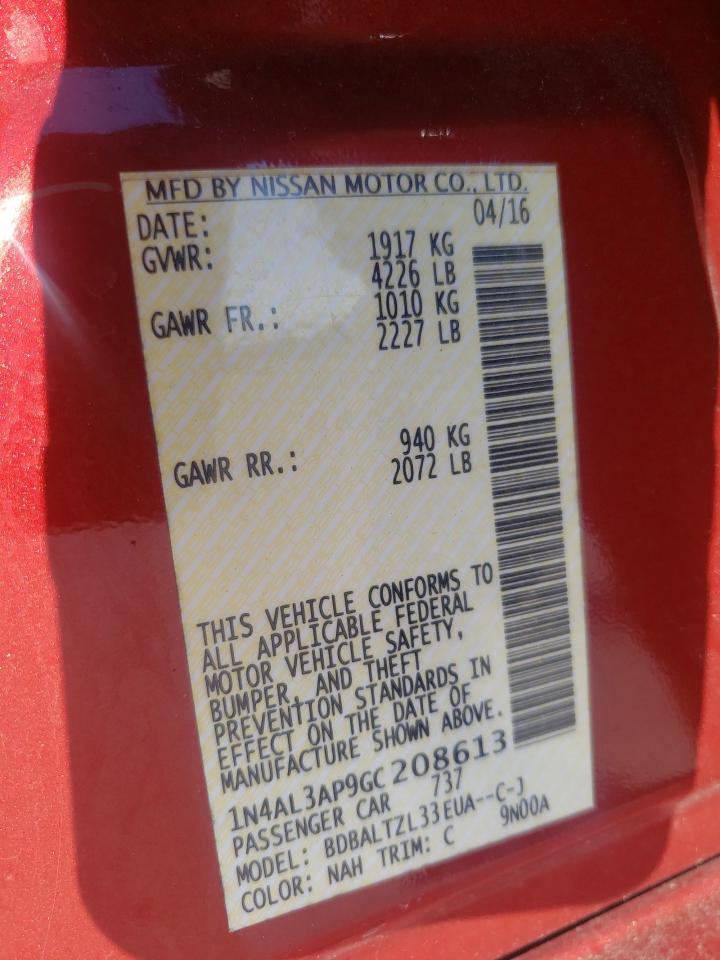 MFD BY NISSAN MOTOR CO., LTD.
DATE: 04/16
GVWR: 1917 KG
4226 LB
GAWR FR.: 1010 KG
2227 LB
GAWR RR.: 940 KG
2072 LB
THIS VEHICLE CONFORMS TO
ALL APPLICABLE FEDERAL
MOTOR VEHICLE SAFETY,
BUMPER, AND THEFT
PREVENTION STANDARDS IN
EFFECT ON THE DATE OF
MANUFACTURE SHOWN ABOVE.
1N4AL3AP9GC208613
PASSENGER CAR 737
MODEL: BDBALTZL33EUA--C-J
COLOR: NAH TRIM: C 9N00A